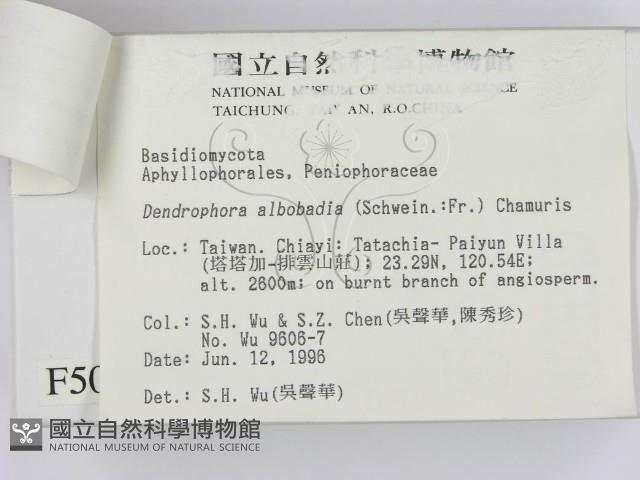 國立自然科學博物館
NATIONAL MUSEUM OF NATURAL SCIENCE
TAICHUNG, TAIWAN, R.O.CHINA
Basidiomycota
Aphyllophorales, Peniophoraceae
Dendrophora albobadia (Schwein.:Fr.) Chamuris
Loc.: Taiwan. Chiayi: Tatachia- Paiyun Villa
(塔塔加-排雲山莊); 23.29N, 120.54E;
alt. 2600m; on burnt branch of angiosperm.
Col.: S.H. Wu & S.Z. Chen(吳聲華,陳秀珍)
No. Wu 9606-7
Date: Jun. 12, 1996
F50
Det.: S.H. Wu(吳聲華)
國立自然科學博物館
NATIONAL MUSEUM OF NATURAL SCIENCE